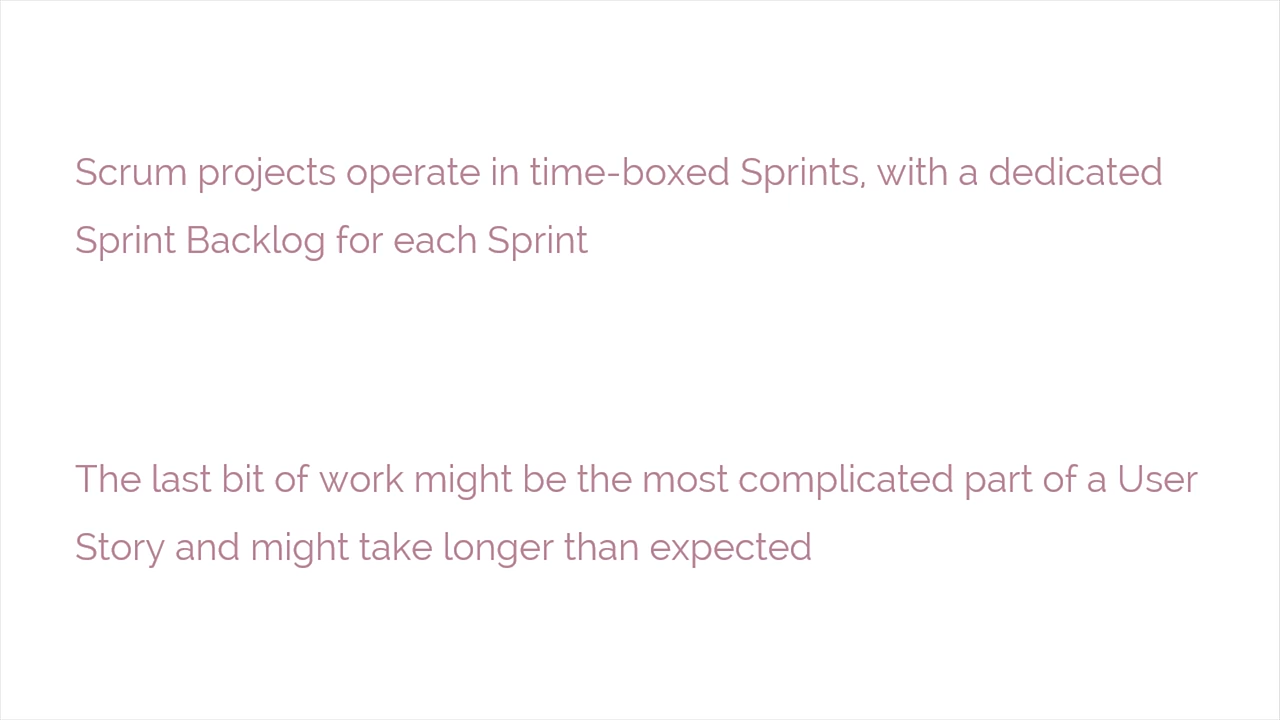 Scrum projects operate in time-boxed Sprints, with a dedicated
Sprint Backlog for each Sprint
The last bit of work might be the most complicated part of a User
Story and might take longer than expected